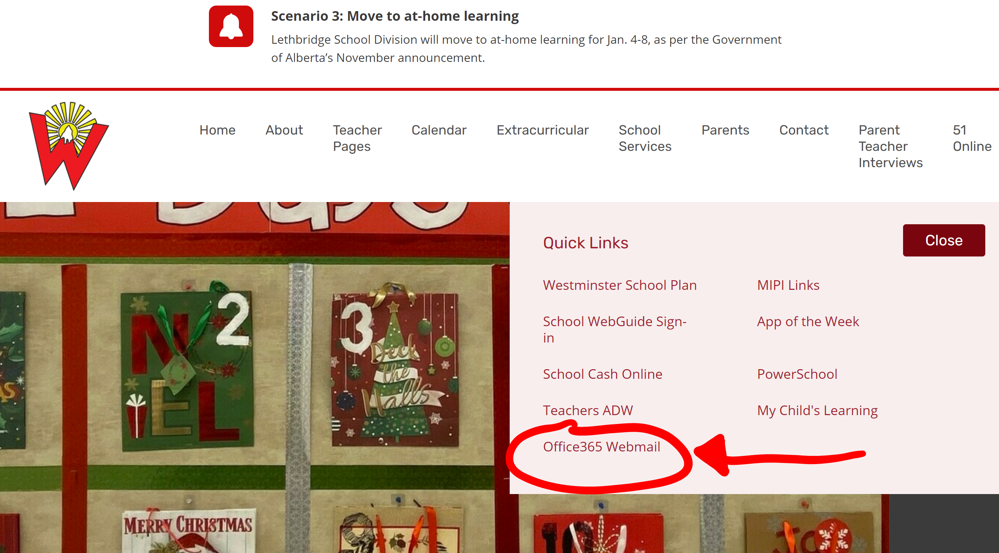 Scenario 3: Move to at-home learning
Lethbridge School Division will move to at-home learning for Jan. 4-8, as per the Government
of Alberta’s November announcement.
W
Home
About
Teacher
Pages
Calendar
Extracurricular
School
Services
Parents
Contact
Parent
Teacher
Interviews
51
Online
Quick Links
Close
Westminster School Plan
MIPI Links
School WebGuide Sign-
in
App of the Week
School Cash Online
PowerSchool
Teachers ADW
My Child's Learning
Office365 Webmail
2
NOEL
3
Deck
the
Halls
MERRY CHRISTMAS
9
10